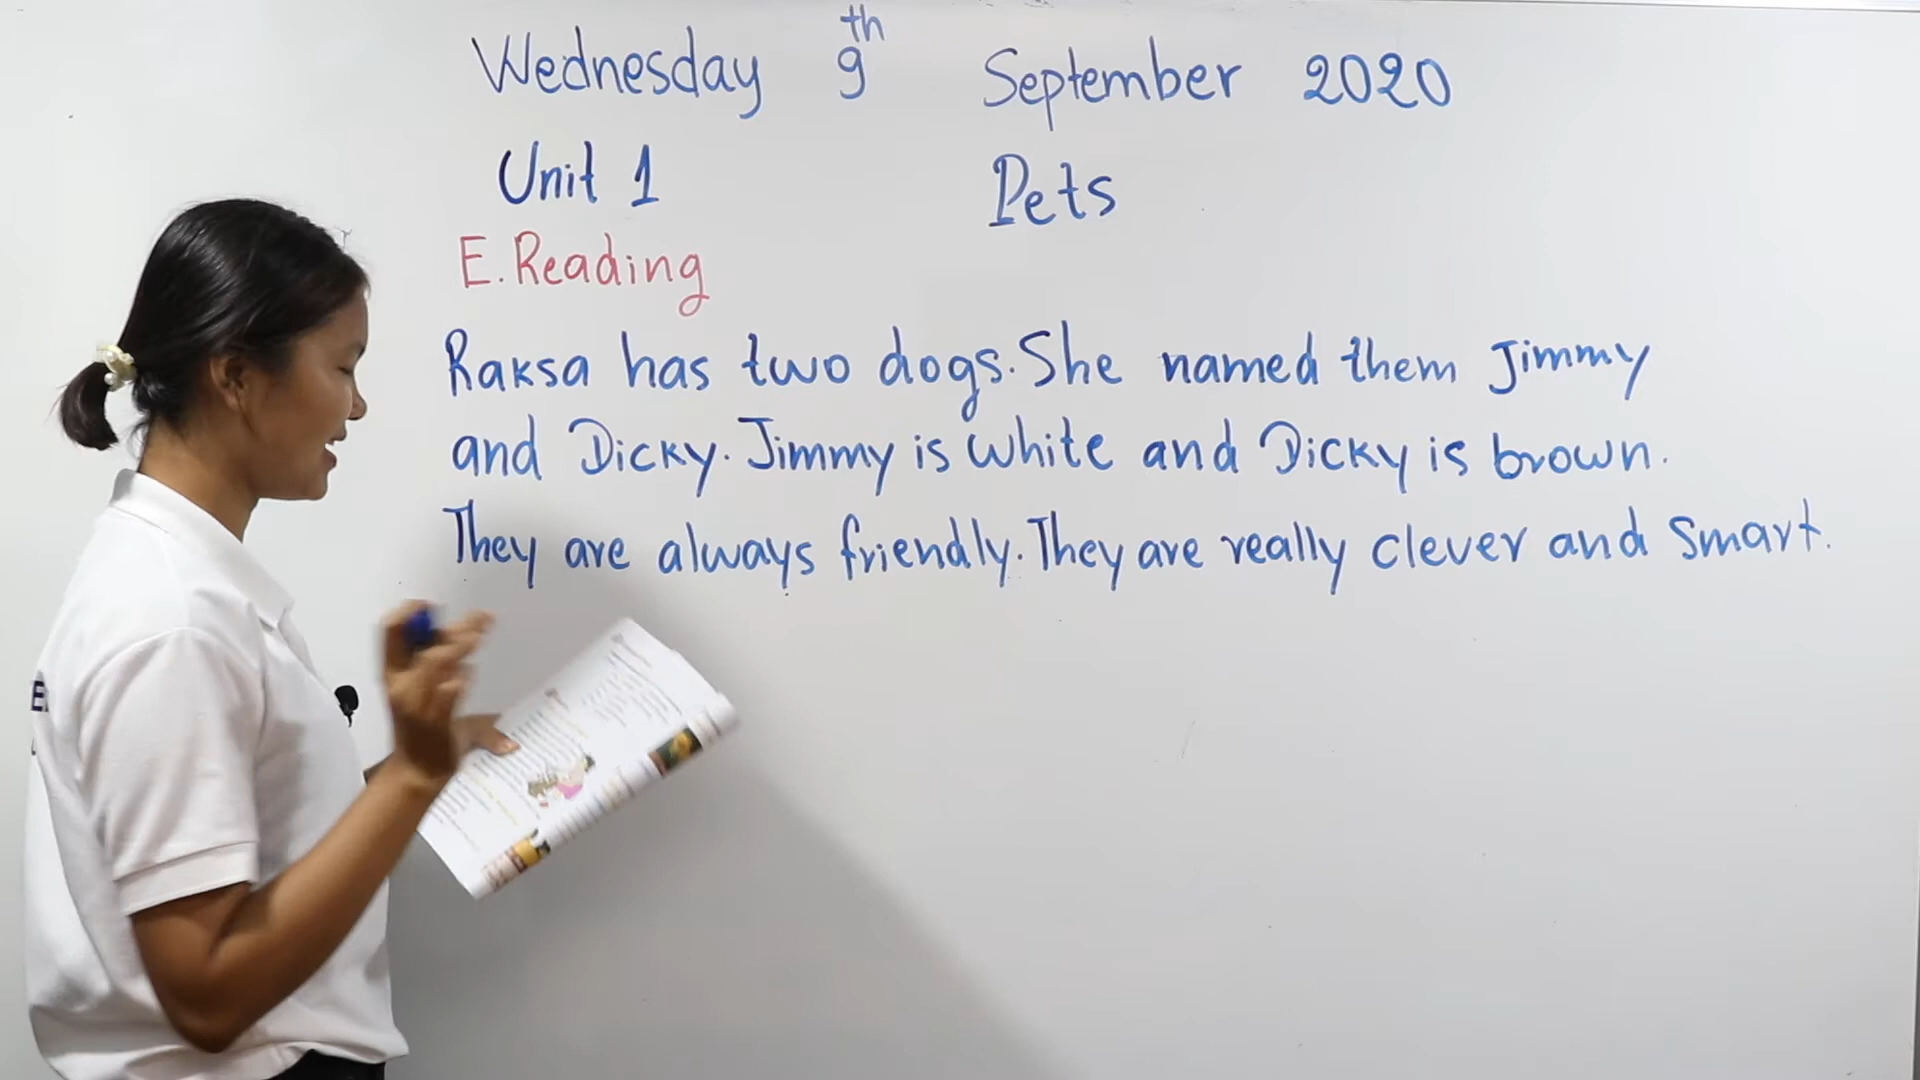 Wednesday 9th September 2020
Unit 1 Pets
E. Reading
Raksa has two dogs. She named them Jimmy
and Dicky. Jimmy is white and Dicky is brown.
They are always friendly. They are really clever and smart.